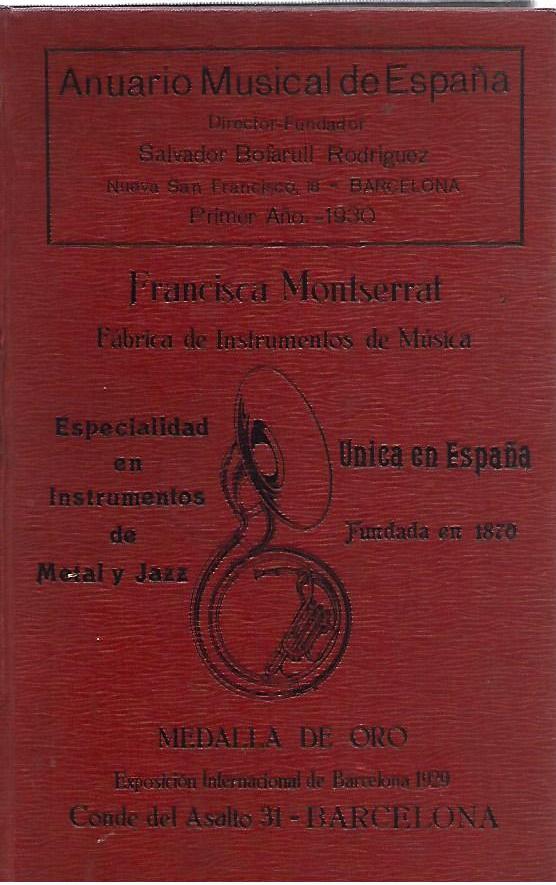 Anuario Musical de España
Director-Fundador
Salvador Bofarull Rodriguez
Nueva San Francisco, 18 - BARCELONA
Primer Año. - 1930
Francisca Montserrat
Fábrica de Instrumentos de Música
Especialidad
en
Instrumentos
de
Metal y Jazz
Unica en España
Fundada en 1870
MEDALLA DE ORO
Exposición Internacional de Barcelona 1929
Conde del Asalto 31 - BARCELONA